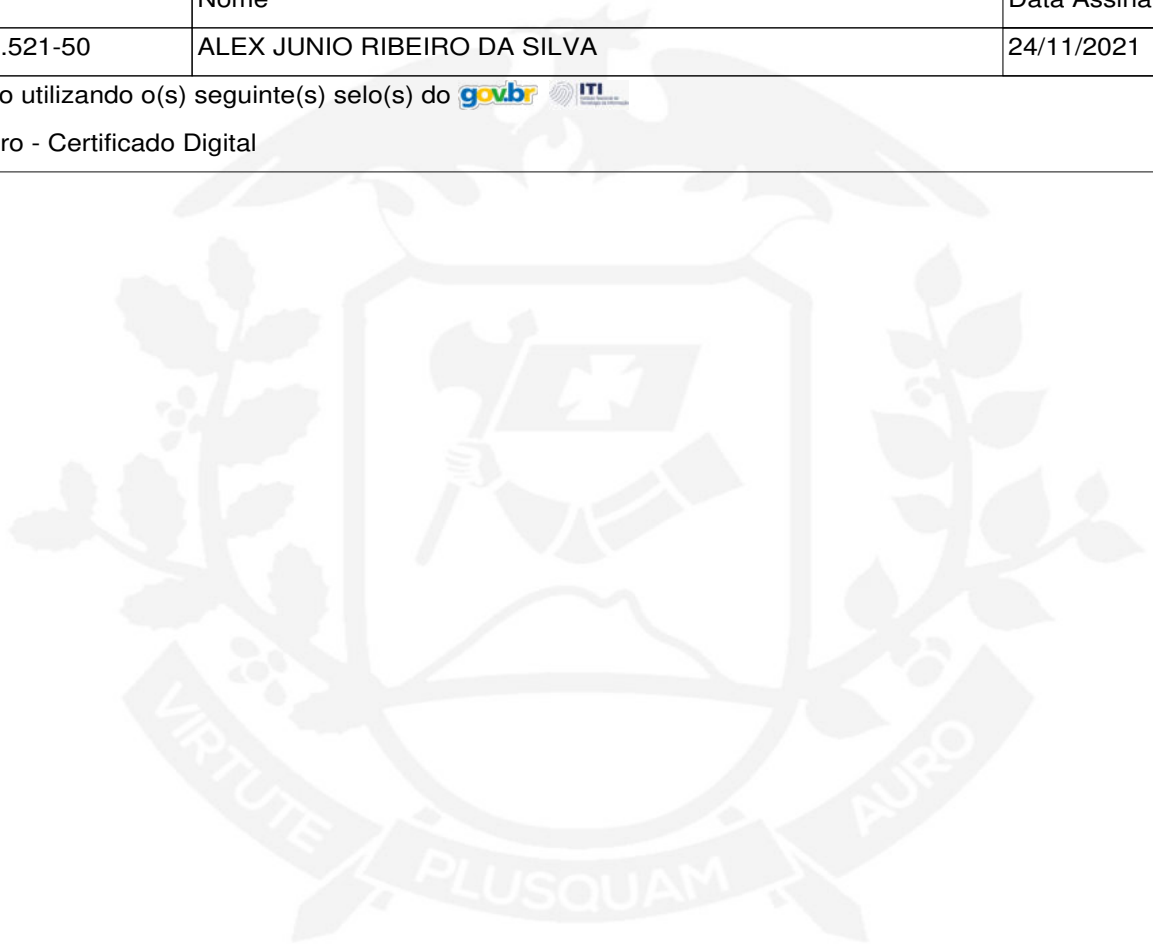 Nome Data Assina
.521-50 ALEX JUNIO RIBEIRO DA SILVA 24/11/2021
o utilizando o(s) seguinte(s) selo(s) do gov.br ITI
ro - Certificado Digital
VIRTUTE PLUSQUAM AURO